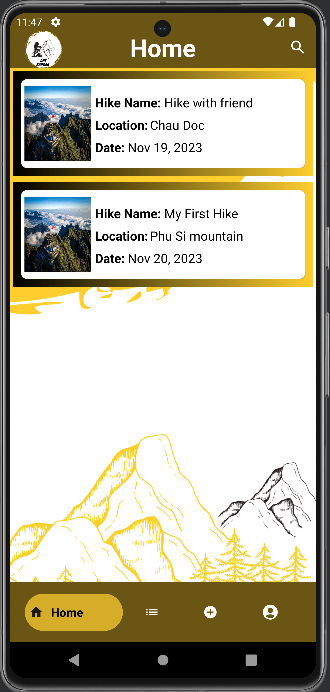 11:47
Home
Hike Name: Hike with friend
Location: Chau Doc
Date: Nov 19, 2023
Hike Name: My First Hike
Location: Phu Si mountain
Date: Nov 20, 2023
Home